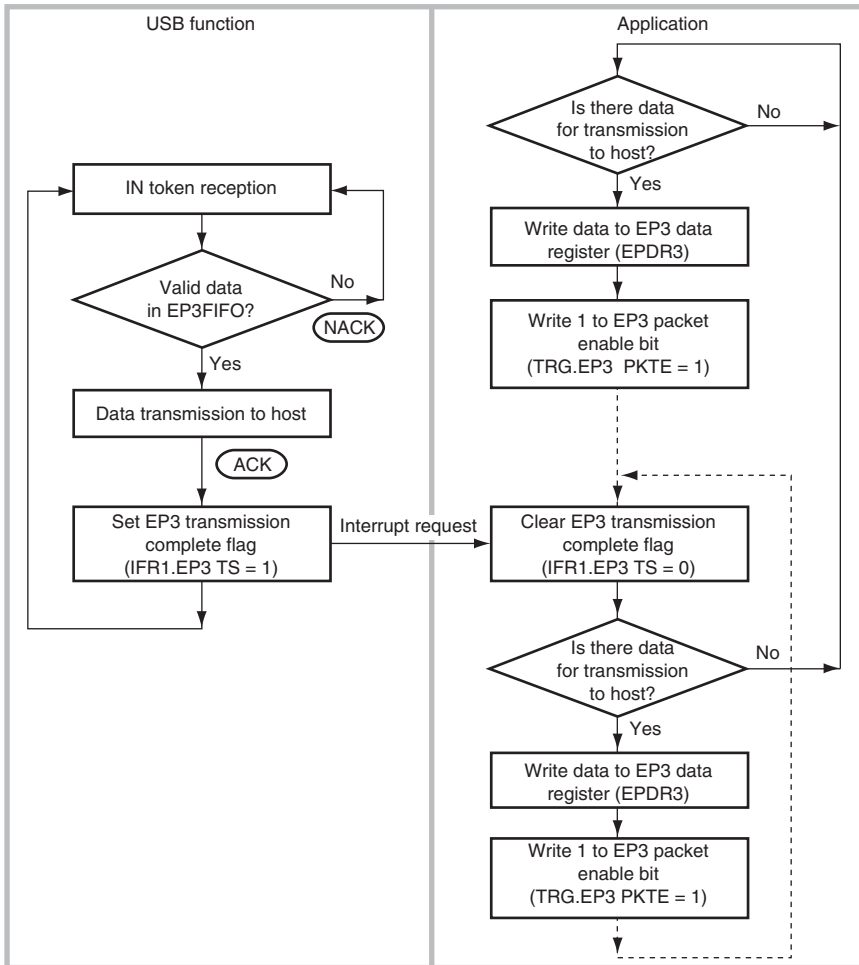 USB function
Application
Is there data
for transmission
to host?
No
Yes
IN token reception
Write data to EP3 data
register (EPDR3)
Valid data
in EP3FIFO?
No
NACK
Yes
Write 1 to EP3 packet
enable bit
(TRG.EP3 PKTE = 1)
Data transmission to host
ACK
Set EP3 transmission
complete flag
(IFR1.EP3 TS = 1)
Interrupt request
Clear EP3 transmission
complete flag
(IFR1.EP3 TS = 0)
Is there data
for transmission
to host?
No
Yes
Write data to EP3 data
register (EPDR3)
Write 1 to EP3 packet
enable bit
(TRG.EP3 PKTE = 1)